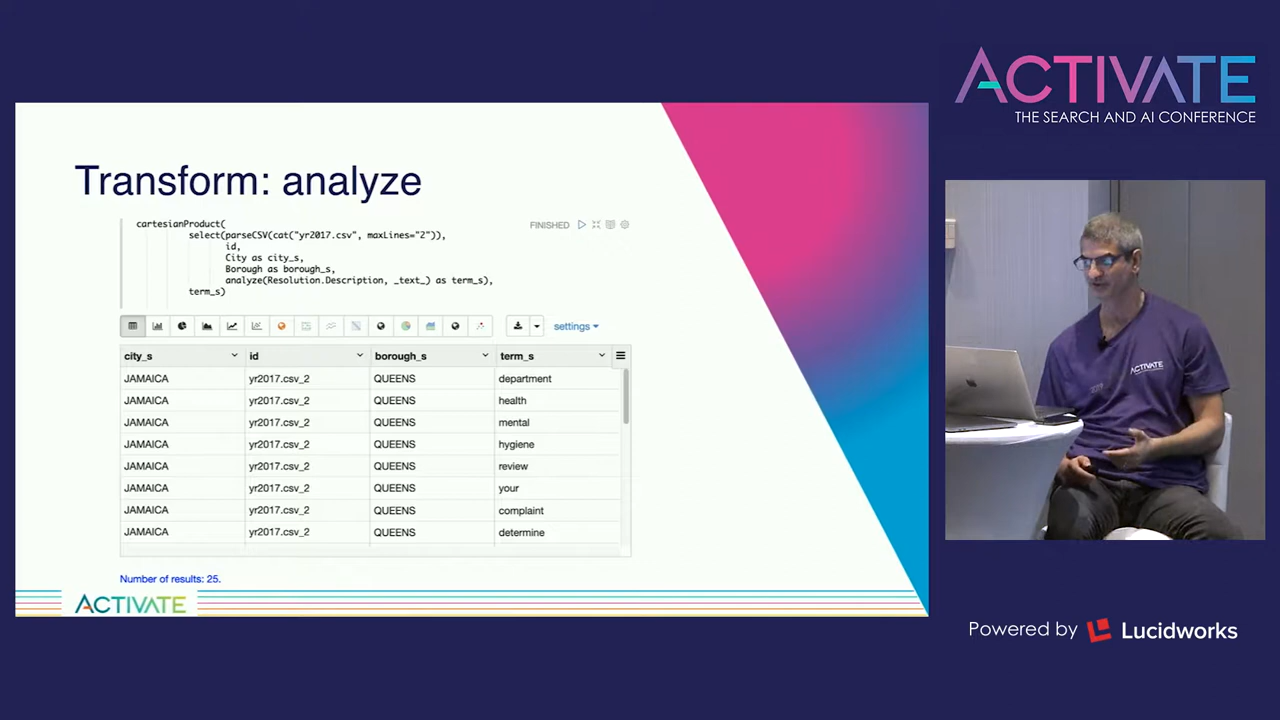 ACTIVATE
THE SEARCH AND AI CONFERENCE
Transform: analyze
cartesianProduct(
select(parseCSV(cat("yr2017.csv", maxLines="2")),
id,
City as city_s,
Borough as borough_s,
analyze(Resolution.Description, _text_) as term_s),
term_s)
FINISHED
settings
city_s id borough_s term_s
JAMAICA yr2017.csv_2 QUEENS department
JAMAICA yr2017.csv_2 QUEENS health
JAMAICA yr2017.csv_2 QUEENS mental
JAMAICA yr2017.csv_2 QUEENS hygiene
JAMAICA yr2017.csv_2 QUEENS review
JAMAICA yr2017.csv_2 QUEENS your
JAMAICA yr2017.csv_2 QUEENS complaint
JAMAICA yr2017.csv_2 QUEENS determine
Number of results: 25.
ACTIVATE
ACTIVATE
2019
Powered by Lucidworks